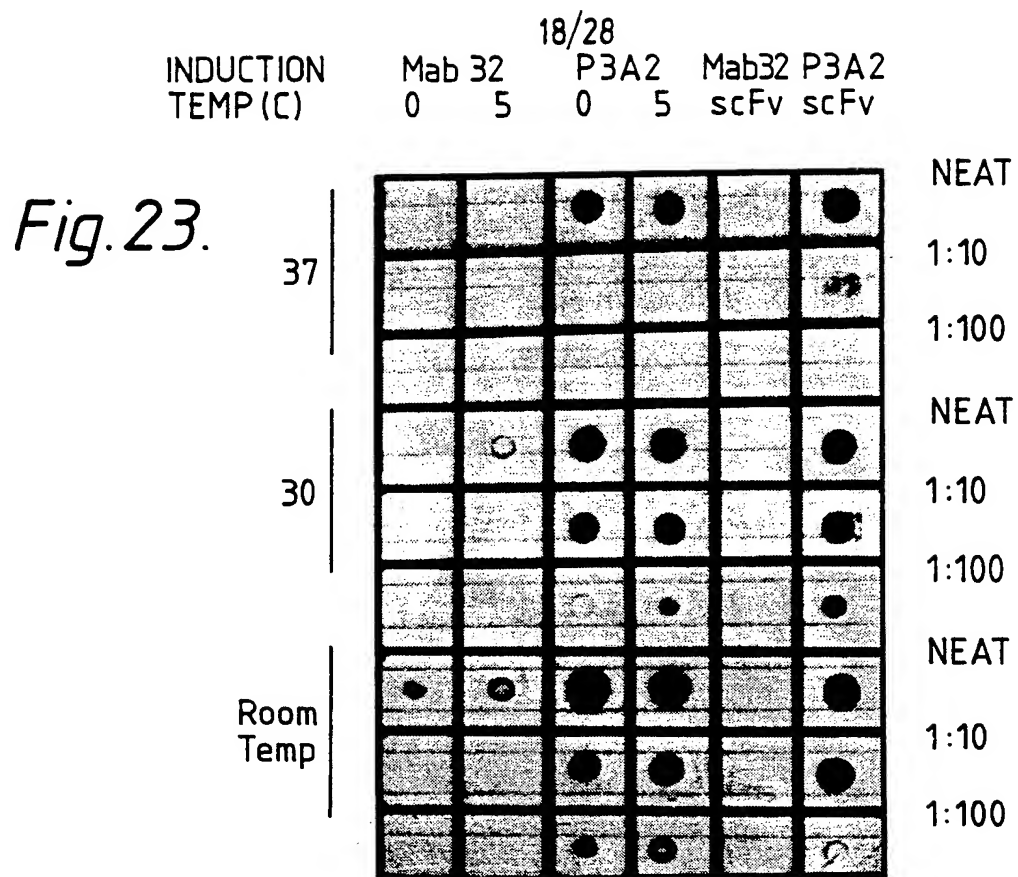 18/28
INDUCTION Mab 32 P3A2 Mab32 P3A2
TEMP (C) 0 5 0 5 scFv scFv
NEAT
Fig. 23.
1:10
37
1:100
NEAT
1:10
30
1:100
NEAT
Room
Temp
1:10
1:100